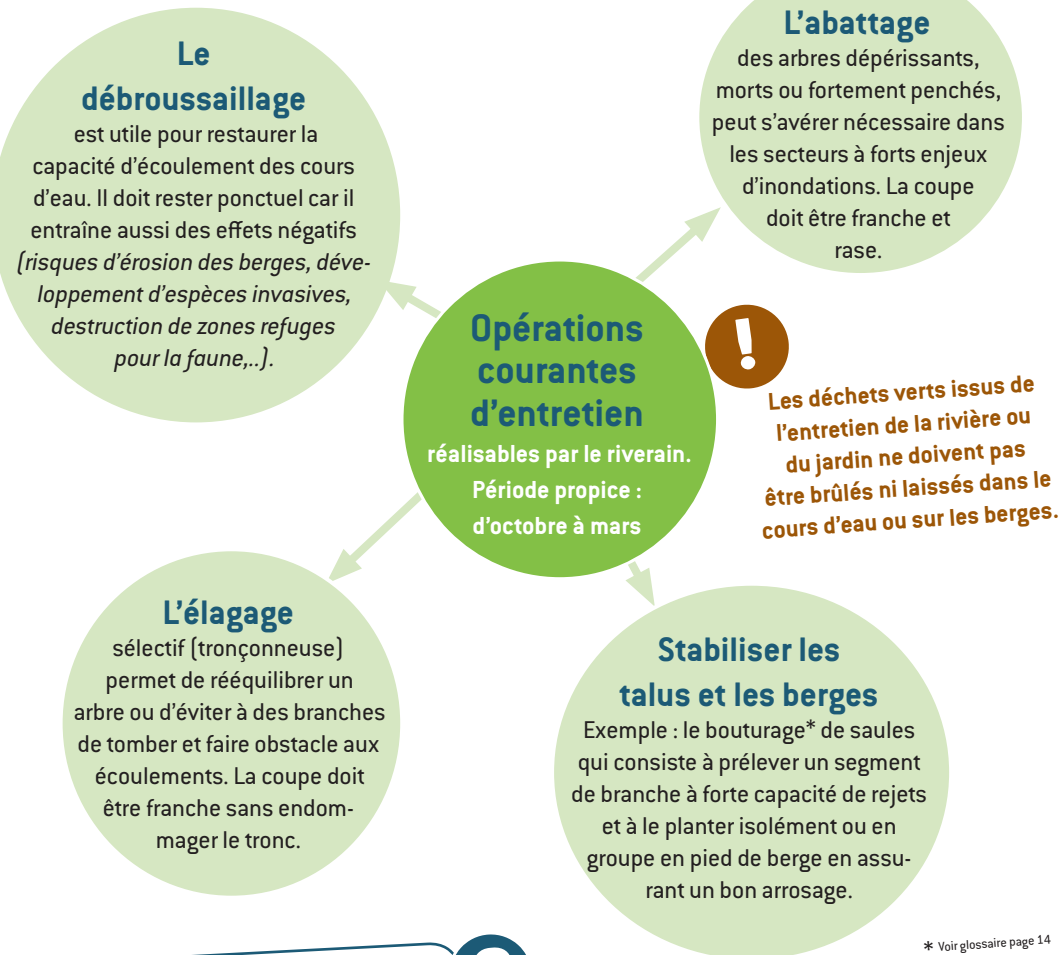 Le
débroussaillage
est utile pour restaurer la
capacité d'écoulement des cours
d'eau. Il doit rester ponctuel car il
entraîne aussi des effets négatifs
(risques d'érosion des berges, déve-
loppement d'espèces invasives,
destruction de zones refuges
pour la faune,..).
L'abattage
des arbres dépérissants,
morts ou fortement penchés,
peut s'avérer nécessaire dans
les secteurs à forts enjeux
d'inondations. La coupe
doit être franche et
rase.
Opérations
courantes
d'entretien
réalisables par le riverain.
Période propice :
d'octobre à mars
!
Les déchets verts issus de
l'entretien de la rivière ou
du jardin ne doivent pas
être brûlés ni laissés dans le
cours d'eau ou sur les berges.
L'élagage
sélectif (tronçonneuse)
permet de rééquilibrer un
arbre ou d'éviter à des branches
de tomber et faire obstacle aux
écoulements. La coupe doit
être franche sans endom-
mager le tronc.
Stabiliser les
talus et les berges
Exemple : le bouturage* de saules
qui consiste à prélever un segment
de branche à forte capacité de rejets
et à le planter isolément ou en
groupe en pied de berge en assu-
rant un bon arrosage.
* Voir glossaire page 14